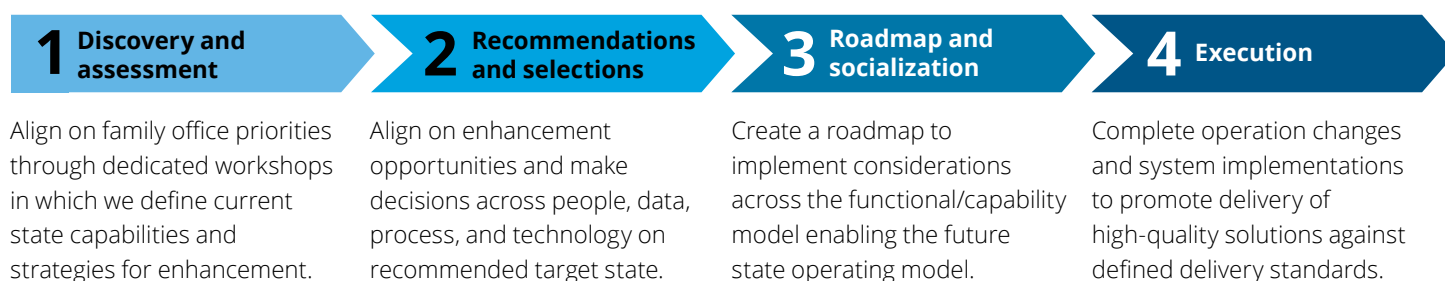 1 Discovery and
assessment
Align on family office priorities
through dedicated workshops
in which we define current
state capabilities and
strategies for enhancement.
2 Recommendations
and selections
Align on enhancement
opportunities and make
decisions across people, data,
process, and technology on
recommended target state.
3 Roadmap and
socialization
Create a roadmap to
implement considerations
across the functional/capability
model enabling the future
state operating model.
4 Execution
Complete operation changes
and system implementations
to promote delivery of
high-quality solutions against
defined delivery standards.